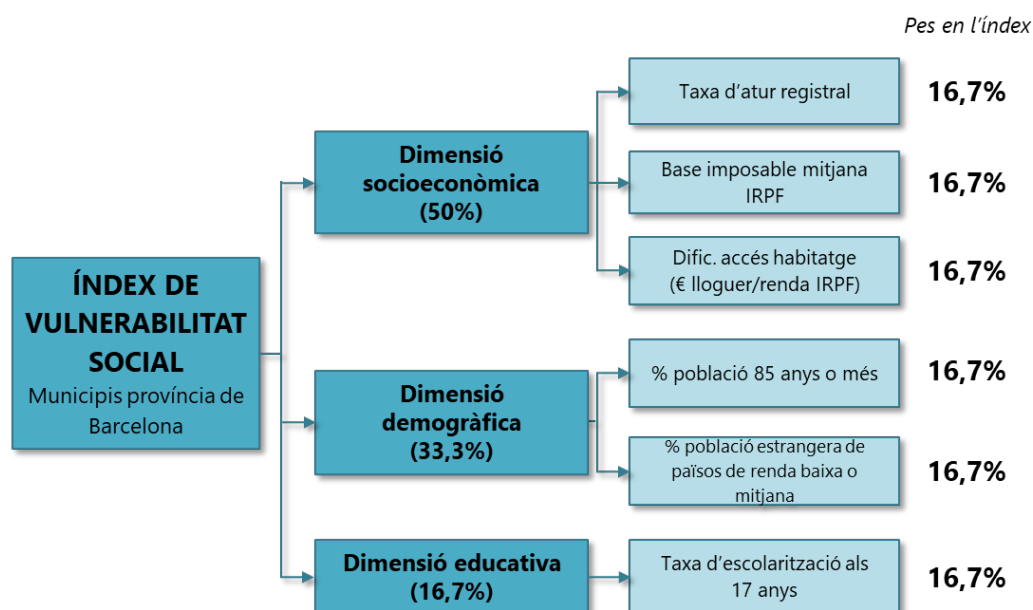 Pes en l’índex
Taxa d’atur registral
16,7%
Dimensió
socioeconòmica
(50%)
Base imposable mitjana
IRPF
16,7%
Dific. accés habitatge
(€ lloguer/renda IRPF)
16,7%
ÍNDEX DE
VULNERABILITAT
SOCIAL
Municipis província de
Barcelona
Dimensió
demogràfica
(33,3%)
% població 85 anys o més
16,7%
% població estrangera de
països de renda baixa o
mitjana
16,7%
Dimensió educativa
(16,7%)
Taxa d’escolarització als
17 anys
16,7%